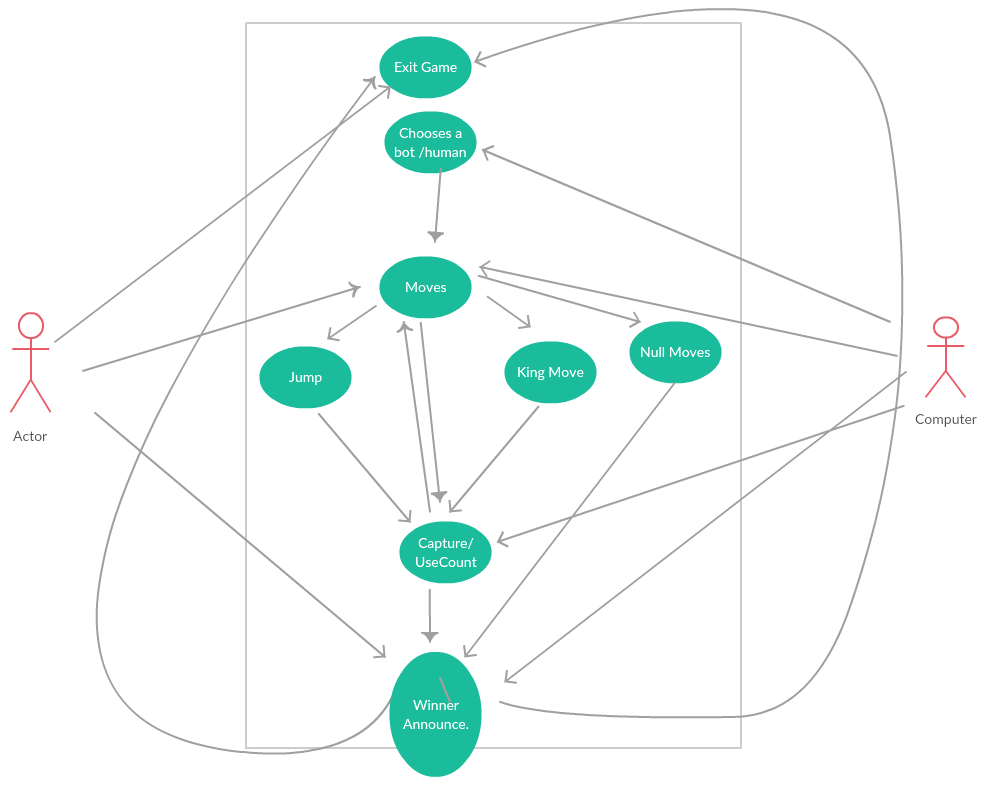 Exit Game
Chooses a
bot /human
Moves
Null Moves
King Move
Jump
Actor
Computer
Capture/
UseCount
Winner
Announce.